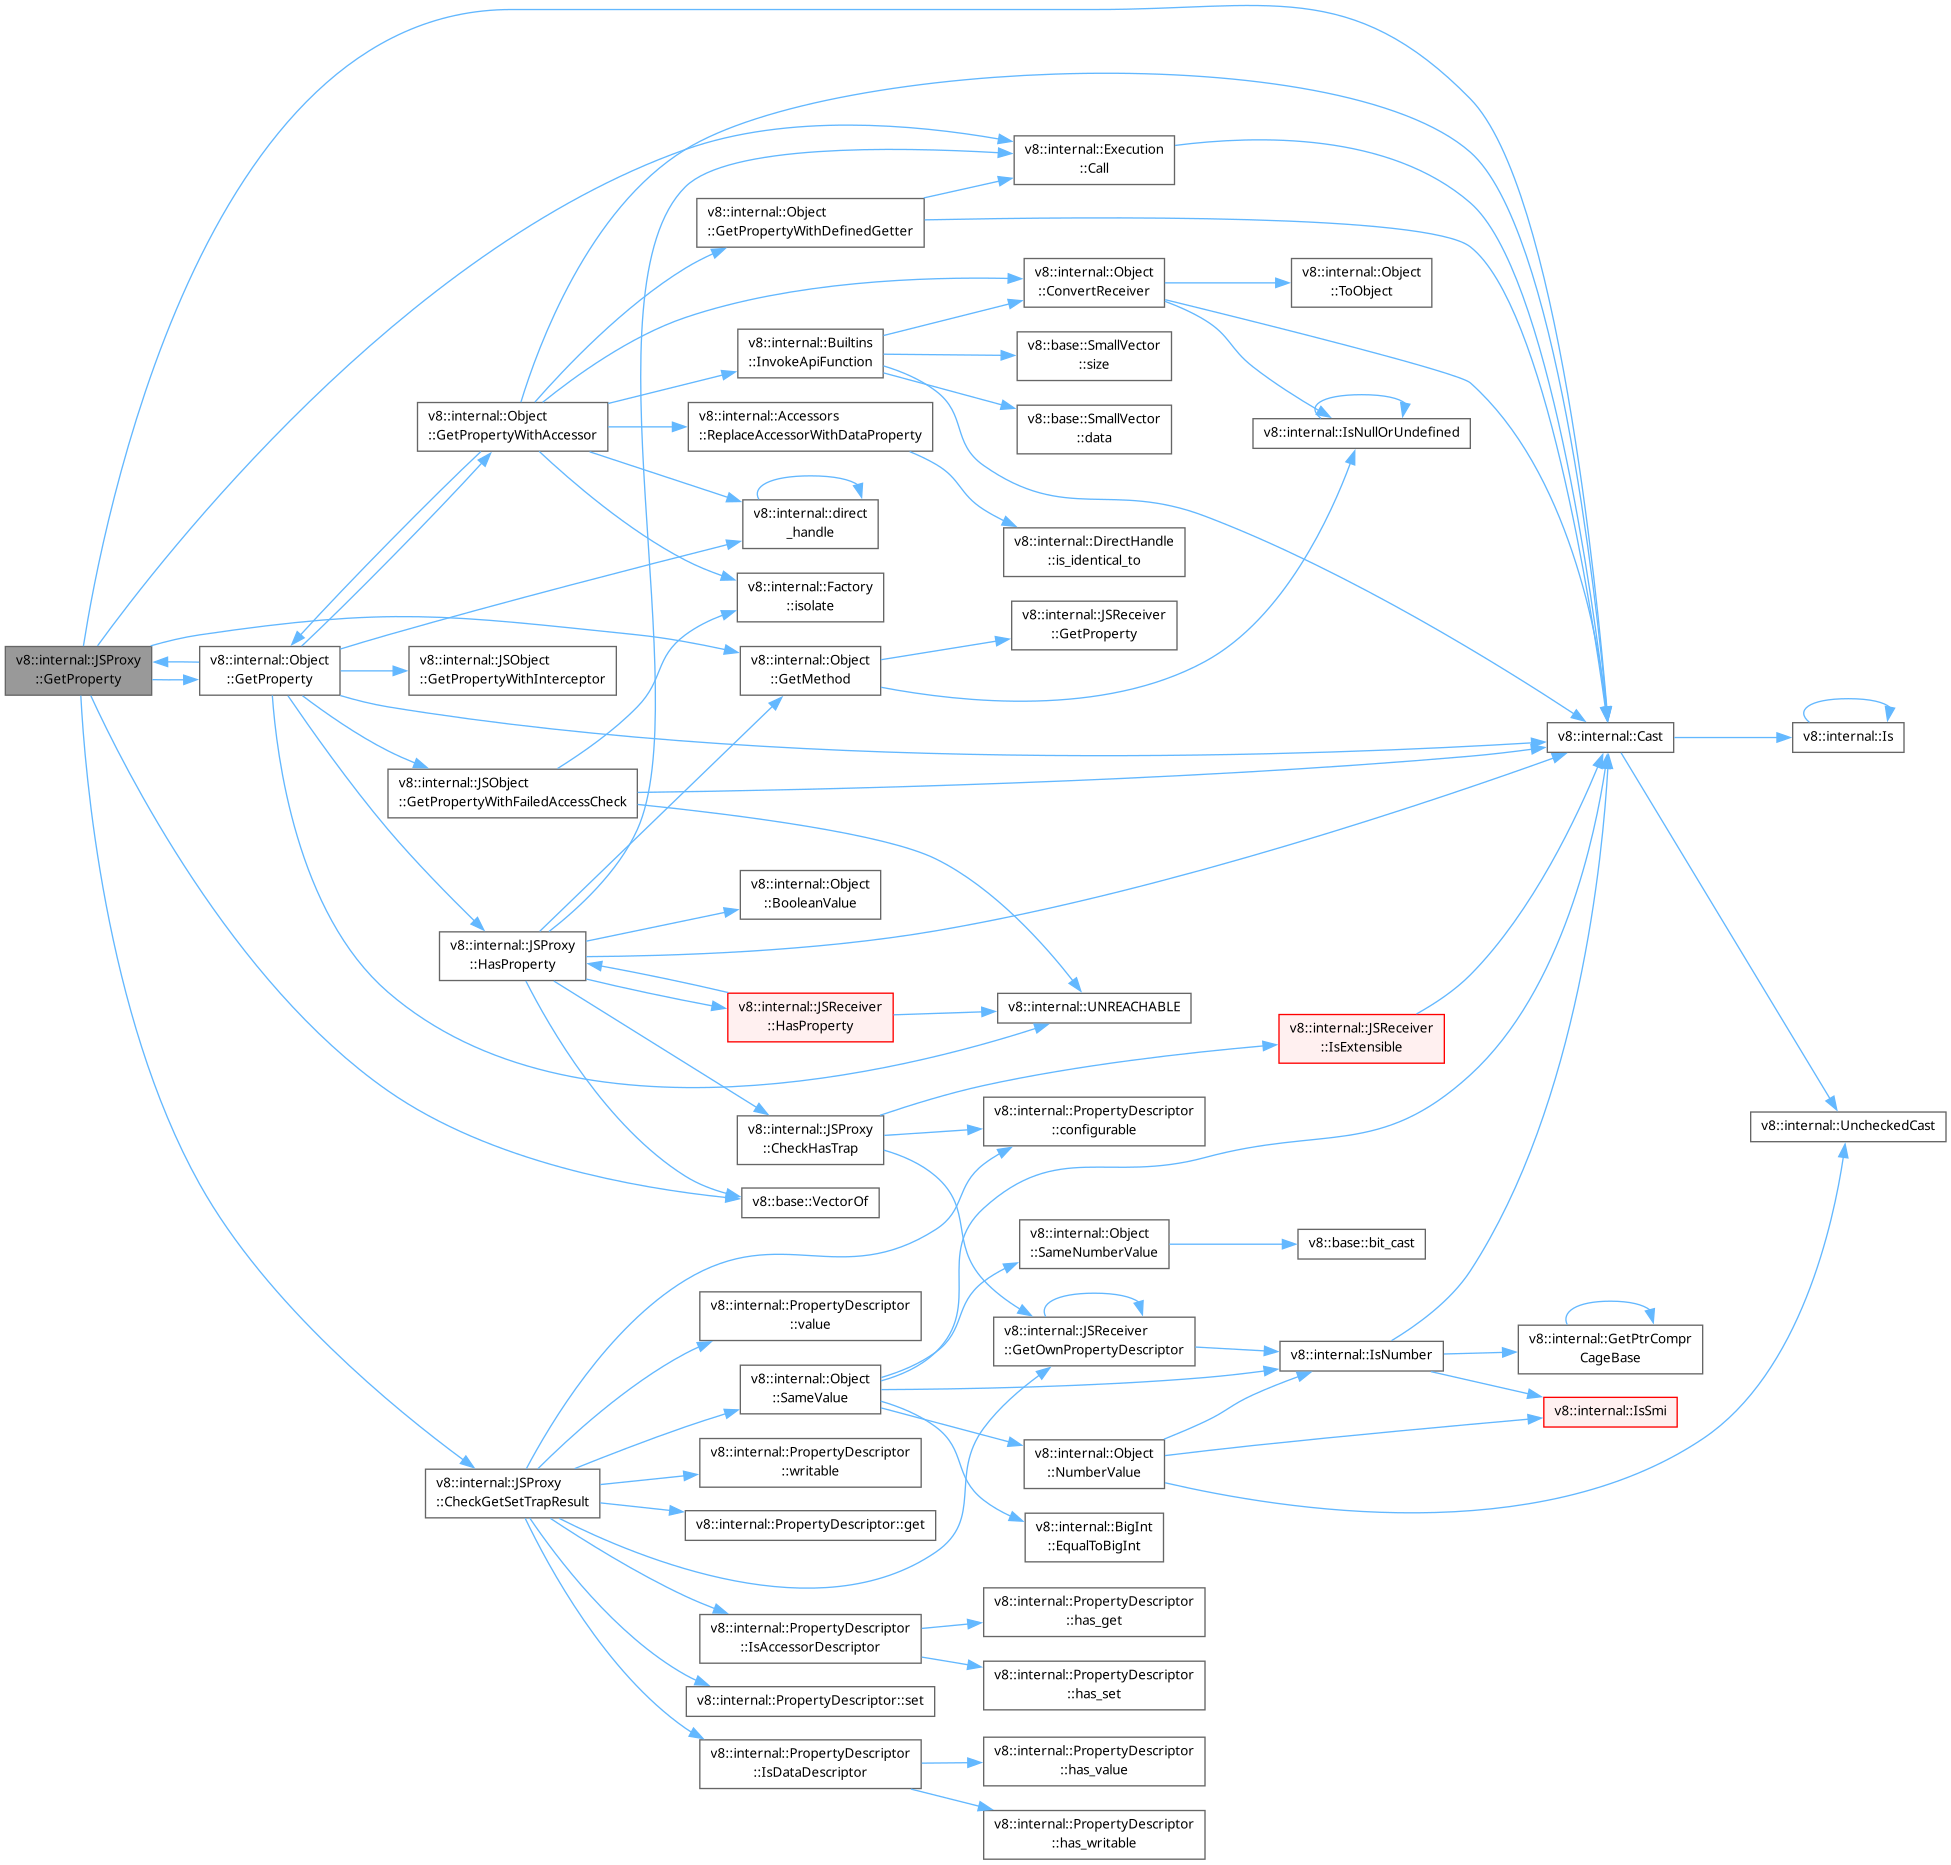 v8::internal::JSProxy
::GetProperty
v8::internal::Object
::GetProperty
v8::internal::Object
::GetPropertyWithAccessor
v8::internal::JSObject
::GetPropertyWithInterceptor
v8::internal::JSObject
::GetPropertyWithFailedAccessCheck
v8::internal::JSProxy
::HasProperty
v8::internal::JSProxy
::CheckGetSetTrapResult
v8::internal::Object
::GetPropertyWithDefinedGetter
v8::internal::Builtins
::InvokeApiFunction
v8::internal::Accessors
::ReplaceAccessorWithDataProperty
v8::internal::direct
_handle
v8::internal::Factory
::isolate
v8::internal::Object
::GetMethod
v8::internal::Object
::BooleanValue
v8::internal::JSReceiver
::HasProperty
v8::internal::JSProxy
::CheckHasTrap
v8::base::VectorOf
v8::internal::PropertyDescriptor
::value
v8::internal::Object
::SameValue
v8::internal::PropertyDescriptor
::writable
v8::internal::PropertyDescriptor::get
v8::internal::PropertyDescriptor
::IsAccessorDescriptor
v8::internal::PropertyDescriptor::set
v8::internal::PropertyDescriptor
::IsDataDescriptor
v8::internal::Execution
::Call
v8::internal::Object
::ConvertReceiver
v8::base::SmallVector
::size
v8::base::SmallVector
::data
v8::internal::DirectHandle
::is_identical_to
v8::internal::JSReceiver
::GetProperty
v8::internal::UNREACHABLE
v8::internal::PropertyDescriptor
::configurable
v8::internal::Object
::SameNumberValue
v8::internal::JSReceiver
::GetOwnPropertyDescriptor
v8::internal::Object
::NumberValue
v8::internal::BigInt
::EqualToBigInt
v8::internal::PropertyDescriptor
::has_get
v8::internal::PropertyDescriptor
::has_set
v8::internal::PropertyDescriptor
::has_value
v8::internal::PropertyDescriptor
::has_writable
v8::internal::Object
::ToObject
v8::internal::IsNullOrUndefined
v8::internal::JSReceiver
::IsExtensible
v8::base::bit_cast
v8::internal::IsNumber
v8::internal::Cast
v8::internal::GetPtrCompr
CageBase
v8::internal::IsSmi
v8::internal::Is
v8::internal::UncheckedCast